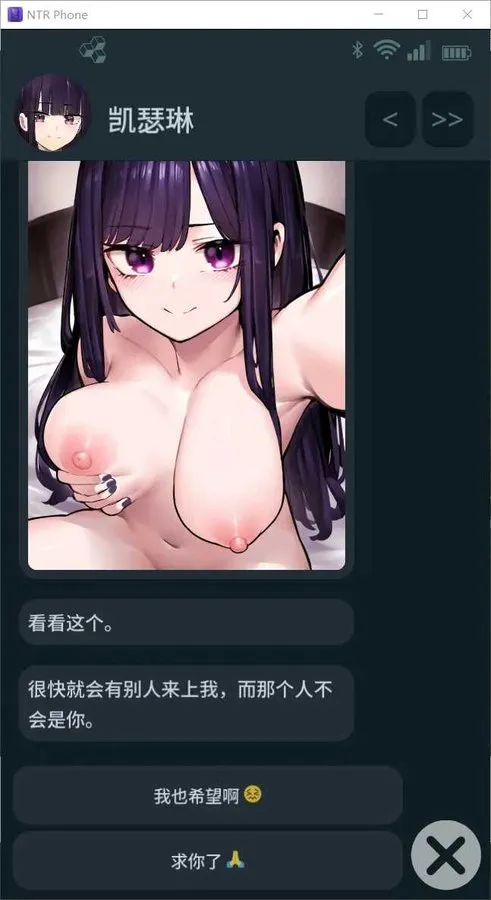 NTR Phone
凯瑟琳
< >>
看看这个。
很快就会有别人来上我，而那个人不
会是你。
我也希望啊😖
求你了🙏